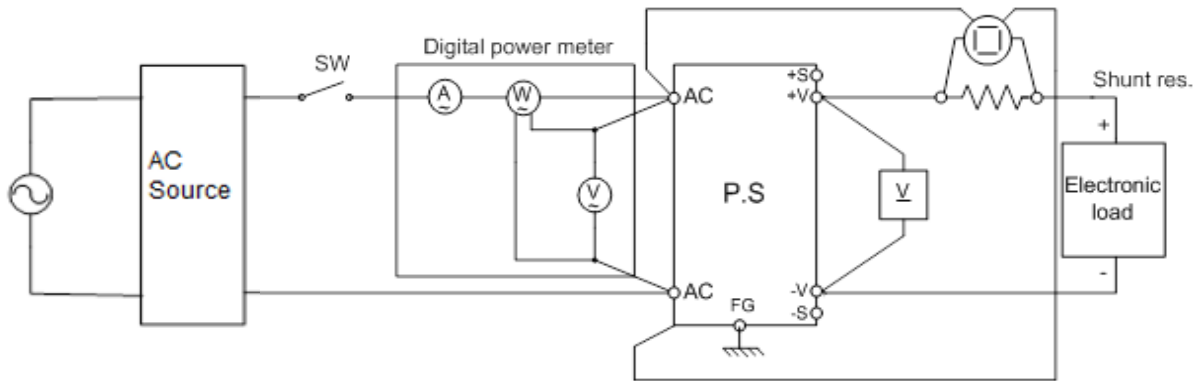 Digital power meter
SW
AC
Source
A
~
W
~
V
~
AC
AC
P.S
FG
+S
+V
-V
-S
V
Shunt res.
+
Electronic
load
-